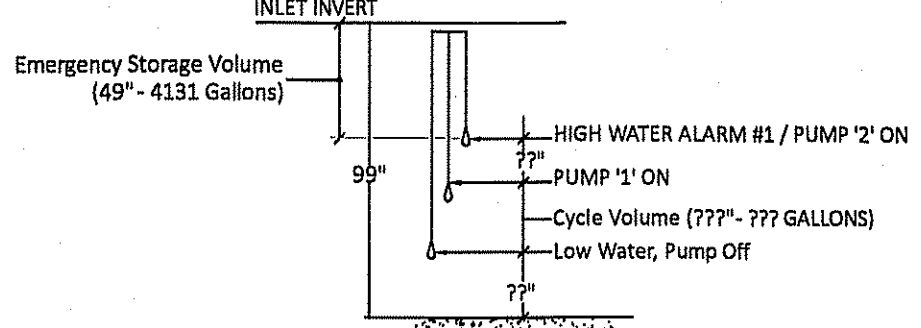 INLET INVERT
Emergency Storage Volume
(49"- 4131 Gallons)
HIGH WATER ALARM #1 / PUMP '2' ON
??"
99"
PUMP '1' ON
Cycle Volume (???"- ??? GALLONS)
Low Water, Pump Off
??"